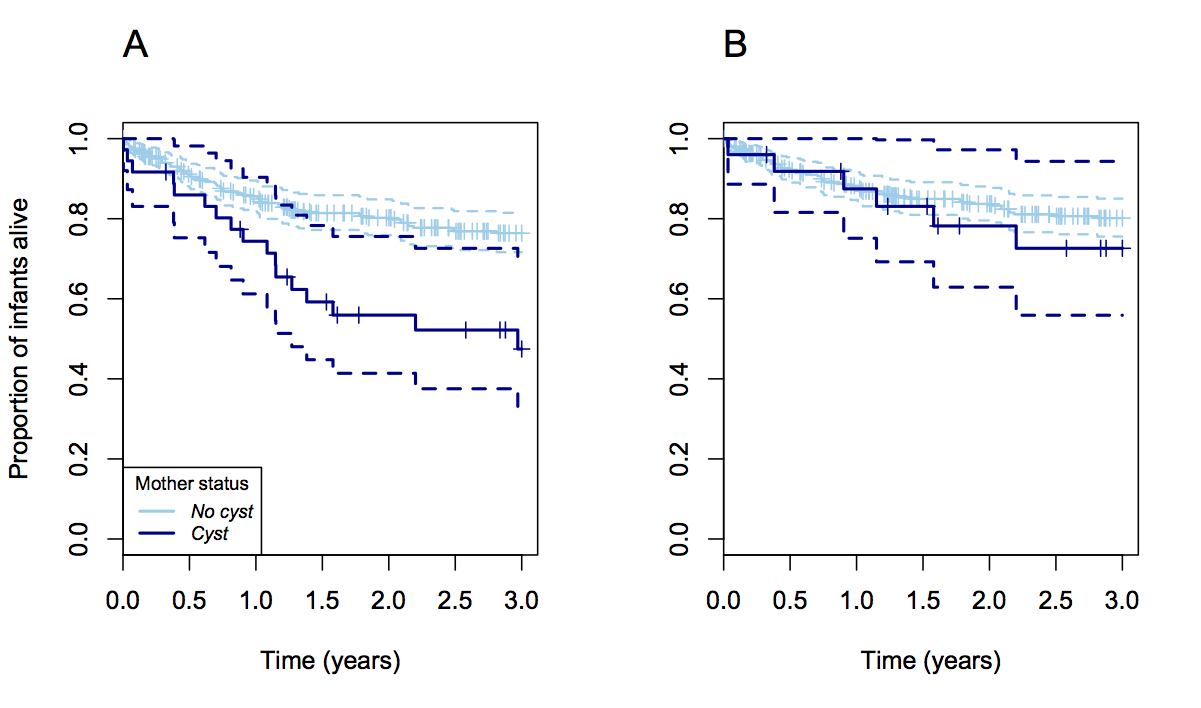 A
Proportion of infants alive
1.0
0.8
0.6
0.4
0.2
0.0
Mother status
No cyst
Cyst
0.0 0.5 1.0 1.5 2.0 2.5 3.0
Time (years)
B
1.0
0.8
0.6
0.4
0.2
0.0
0.0 0.5 1.0 1.5 2.0 2.5 3.0
Time (years)